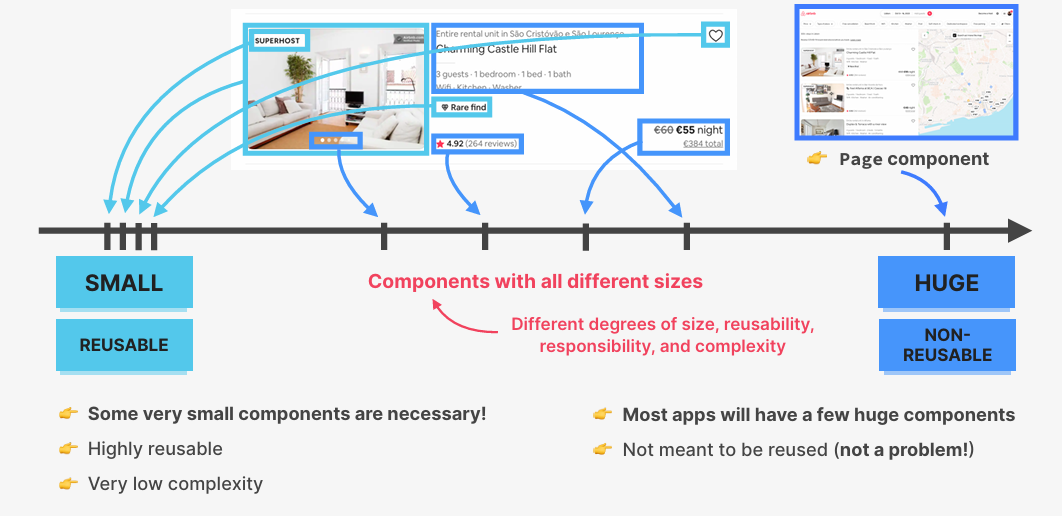 SUPERHOST
Entire rental unit in São Cristóvão e São Lourenço
Charming Castle Hill Flat
3 guests · 1 bedroom · 1 bed · 1 bath
Wifi · Kitchen · Washer
Rare find
4.92 (264 reviews)
€60 €55 night
€384 total
👉 Page component
SMALL
REUSABLE
Components with all different sizes
Different degrees of size, reusability,
responsibility, and complexity
HUGE
NON-
REUSABLE
👉 Some very small components are necessary!
👉 Highly reusable
👉 Very low complexity
👉 Most apps will have a few huge components
👉 Not meant to be reused (not a problem!)